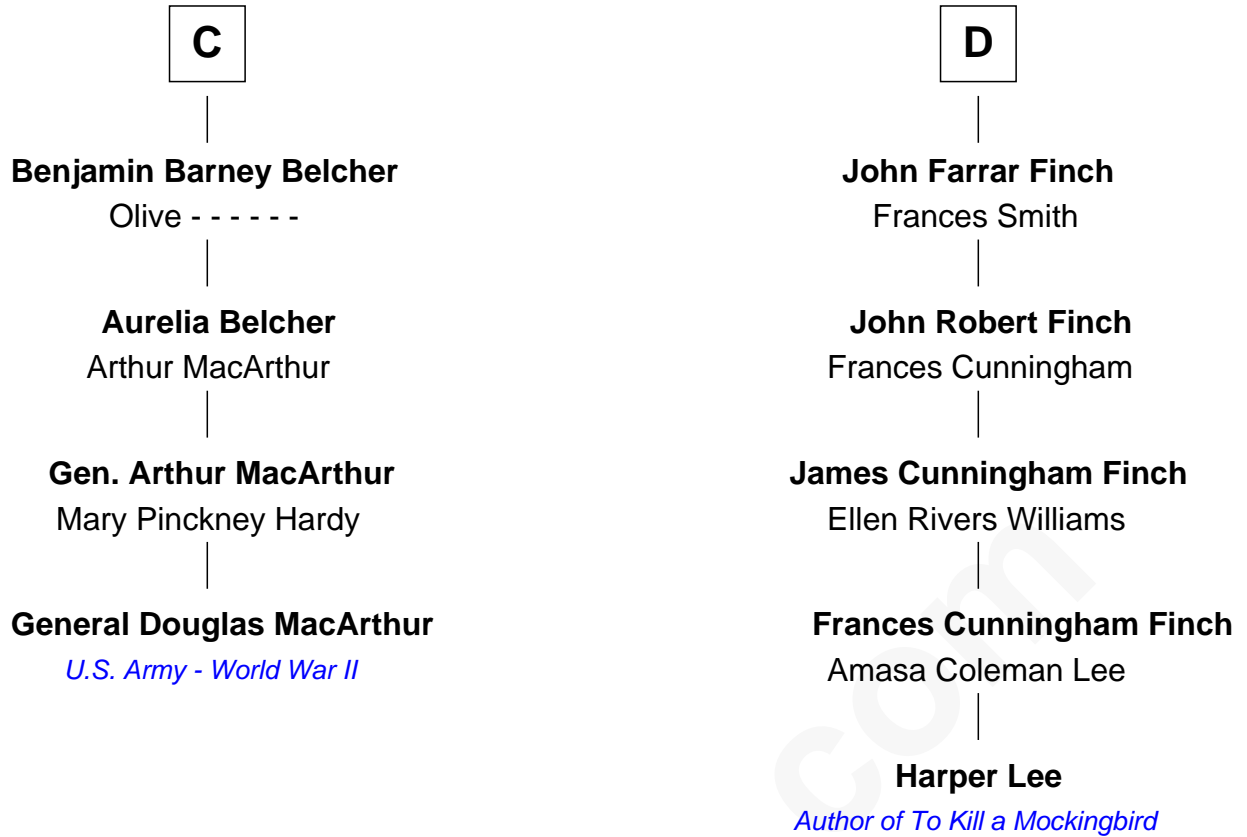 C
Benjamin Barney Belcher
Olive - - - - - -
Aurelia Belcher
Arthur MacArthur
Gen. Arthur MacArthur
Mary Pinckney Hardy
General Douglas MacArthur
U.S. Army - World War II
D
John Farrar Finch
Frances Smith
John Robert Finch
Frances Cunningham
James Cunningham Finch
Ellen Rivers Williams
Frances Cunningham Finch
Amasa Coleman Lee
Harper Lee
Author of To Kill a Mockingbird
com